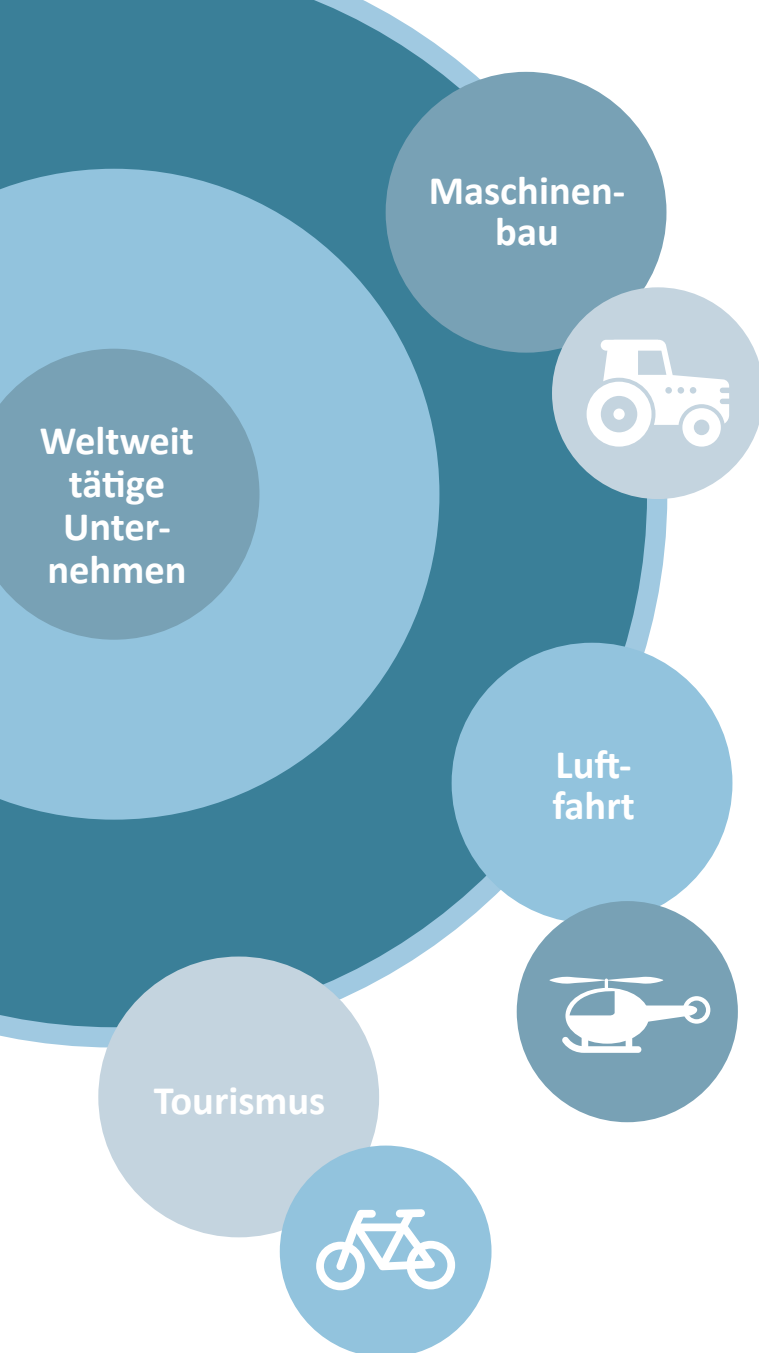 Maschinen-
bau
Weltweit
tätige
Unter-
nehmen
Luft-
fahrt
Tourismus